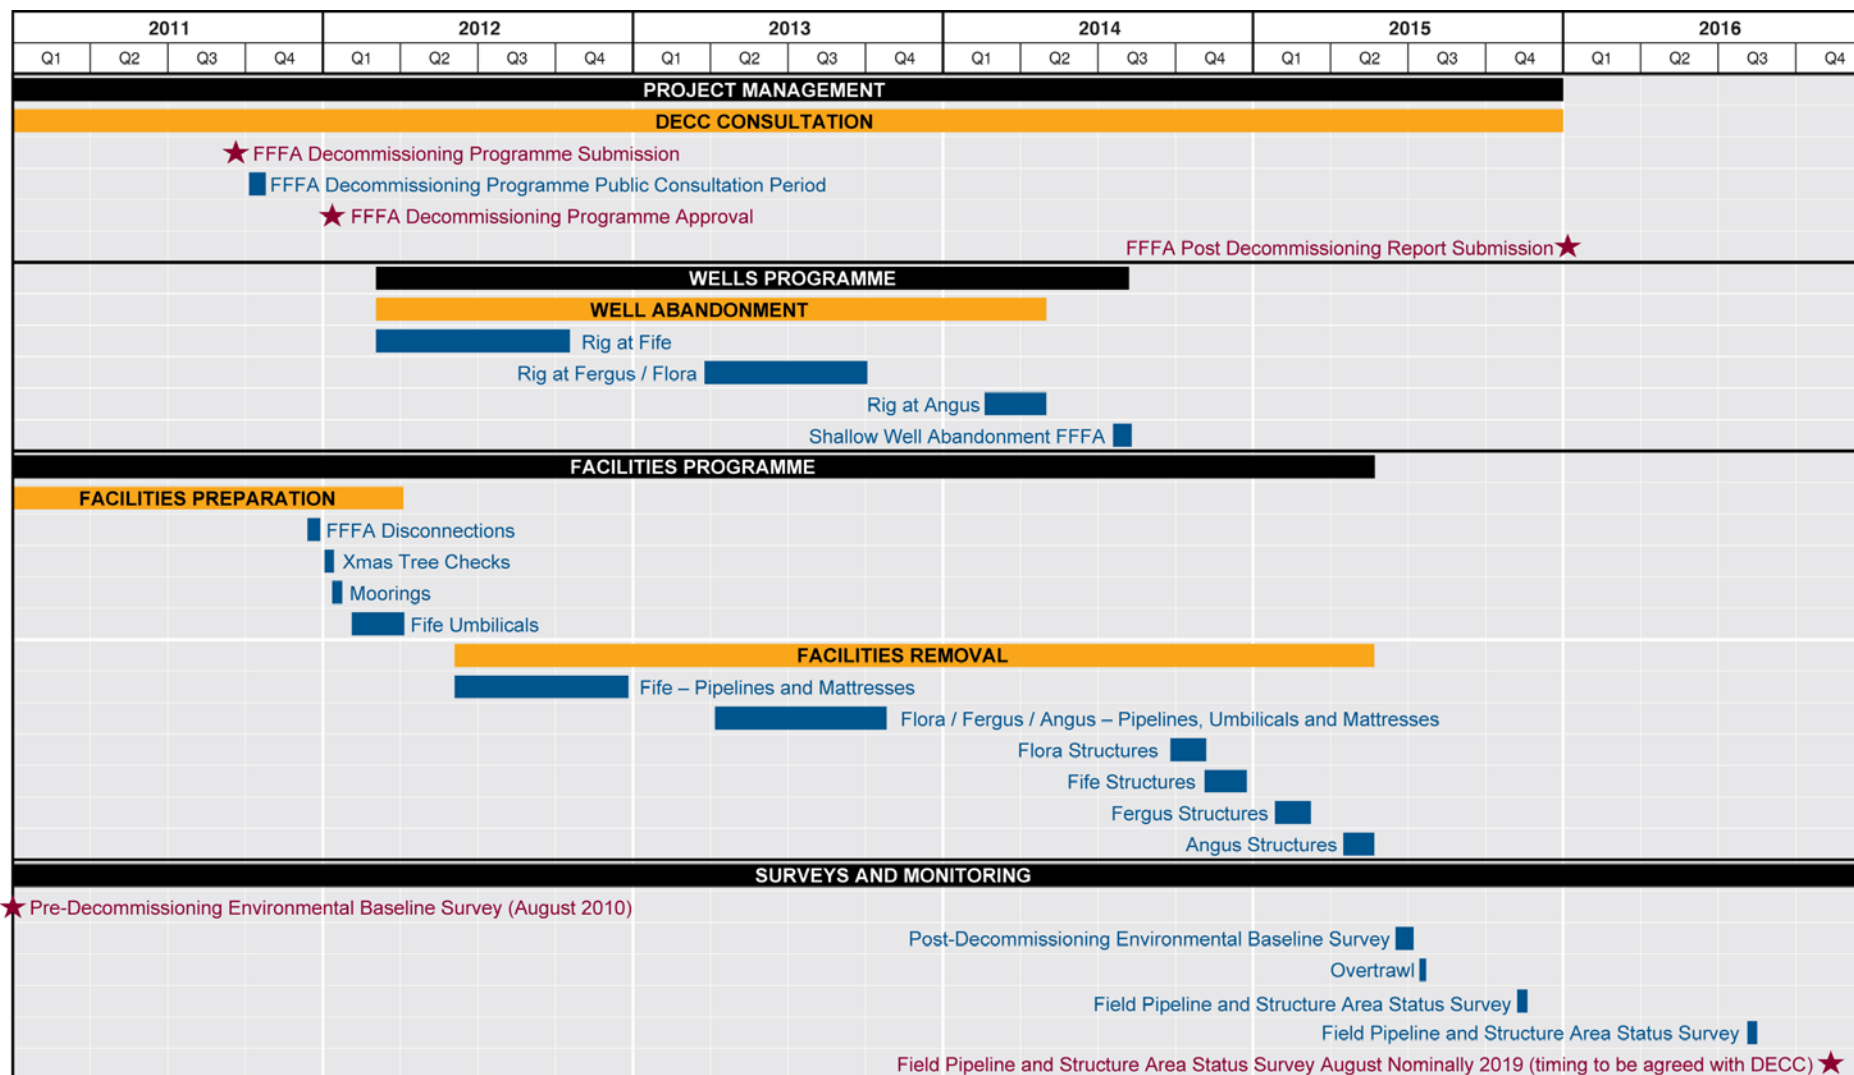 2011 2012 2013 2014 2015 2016
Q1 Q2 Q3 Q4 Q1 Q2 Q3 Q4 Q1 Q2 Q3 Q4 Q1 Q2 Q3 Q4 Q1 Q2 Q3 Q4 Q1 Q2 Q3 Q4
PROJECT MANAGEMENT
DECC CONSULTATION
FFFA Decommissioning Programme Submission
FFFA Decommissioning Programme Public Consultation Period
FFFA Decommissioning Programme Approval
FFFA Post Decommissioning Report Submission
WELLS PROGRAMME
WELL ABANDONMENT
Rig at Fife
Rig at Fergus / Flora
Rig at Angus
Shallow Well Abandonment FFFA
FACILITIES PROGRAMME
FACILITIES PREPARATION
FFFA Disconnections
Xmas Tree Checks
Moorings
Fife Umbilicals
FACILITIES REMOVAL
Fife – Pipelines and Mattresses
Flora / Fergus / Angus – Pipelines, Umbilicals and Mattresses
Flora Structures
Fife Structures
Fergus Structures
Angus Structures
SURVEYS AND MONITORING
Pre-Decommissioning Environmental Baseline Survey (August 2010)
Post-Decommissioning Environmental Baseline Survey
Overtrawl
Field Pipeline and Structure Area Status Survey
Field Pipeline and Structure Area Status Survey
Field Pipeline and Structure Area Status Survey August Nominally 2019 (timing to be agreed with DECC)